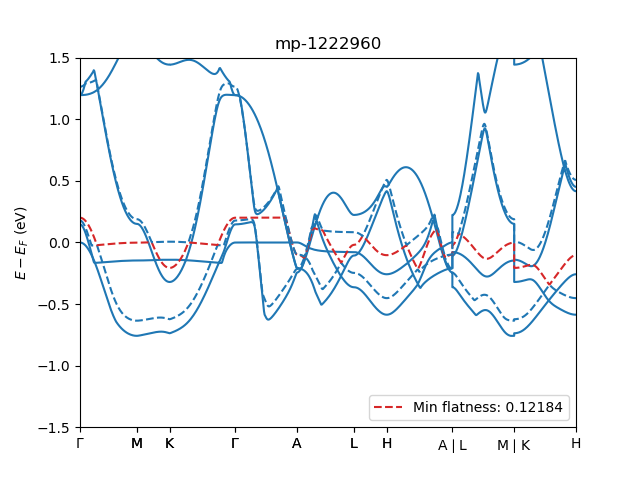 mp-1222960
E − E_F (eV)
1.5
1.0
0.5
0.0
−0.5
−1.0
−1.5
Min flatness: 0.12184
Γ M K Γ A L H A | L M | K H